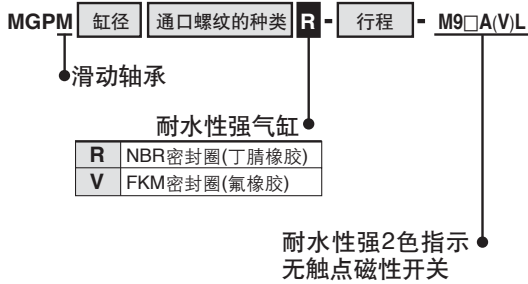 MGPM 缸径 通口螺纹的种类 R - 行程 - M9□A(V)L
滑动轴承
耐水性强气缸
R NBR密封圈(丁腈橡胶)
V FKM密封圈(氟橡胶)
耐水性强2色指示
无触点磁性开关